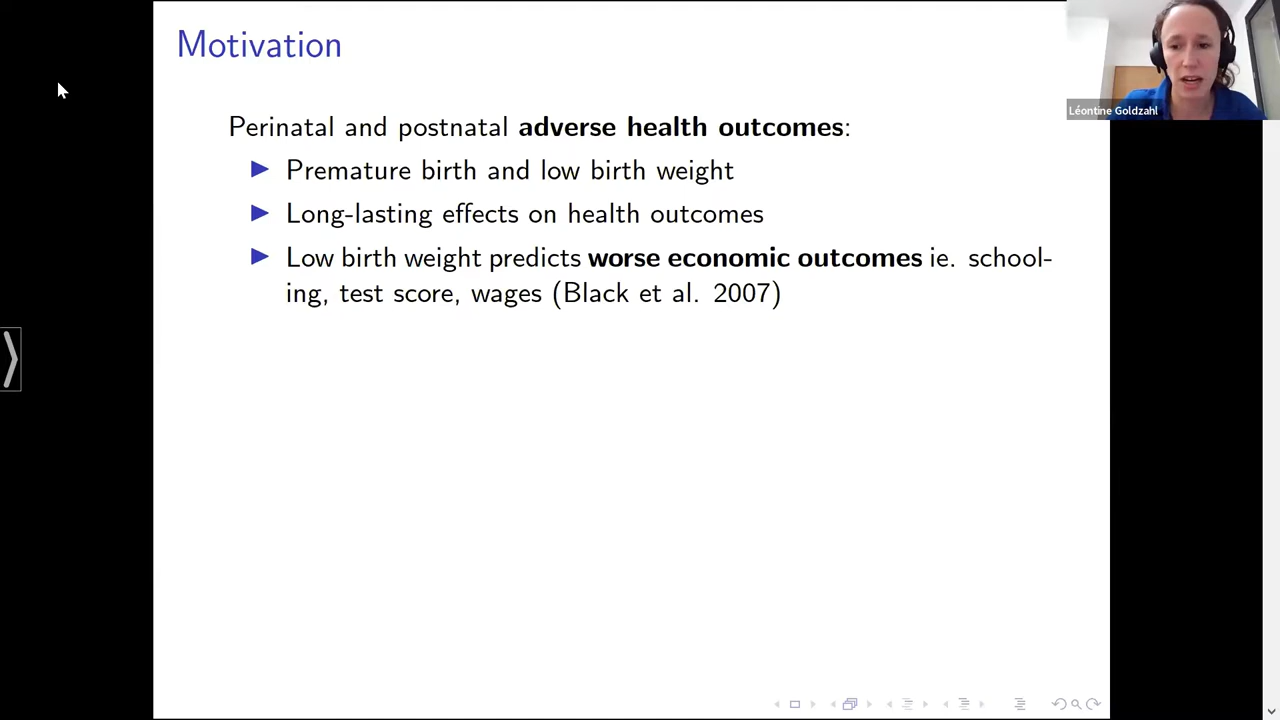 Motivation
Léontine Goldzahl
Perinatal and postnatal adverse health outcomes:
Premature birth and low birth weight
Long-lasting effects on health outcomes
Low birth weight predicts worse economic outcomes ie. school-
ing, test score, wages (Black et al. 2007)